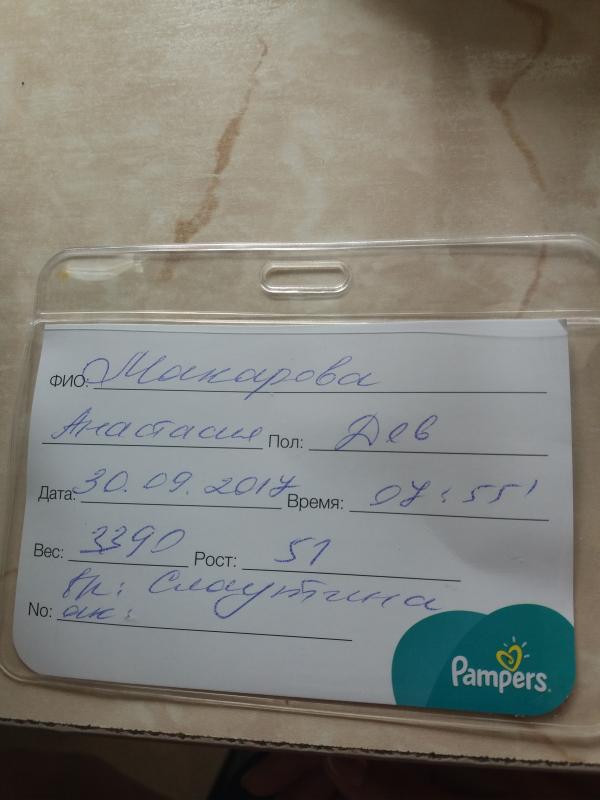 ФИО: Макарова
Анастасия Пол: Дев
Дата: 30.09.2017 Время: 07:55'
Вес: 3390 Рост: 51
вр: Слаутина
No: ак:
Pampers